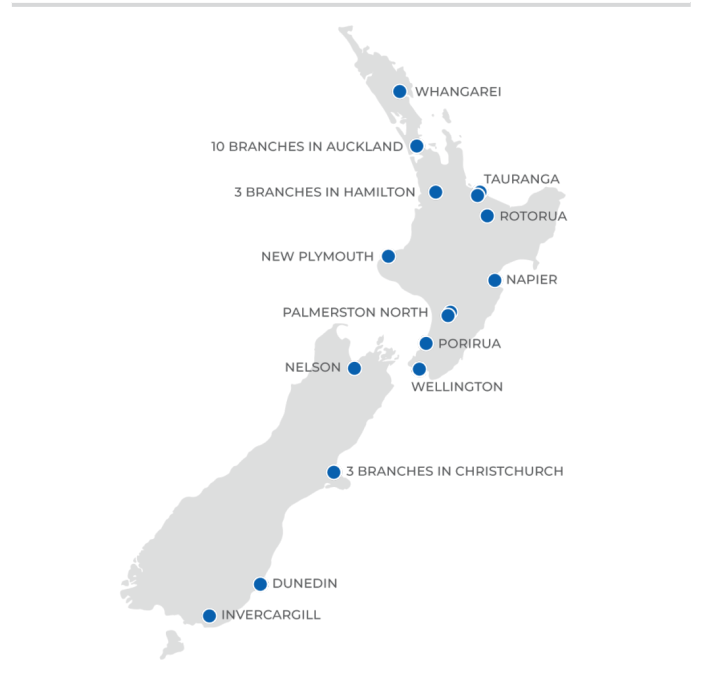 WHANGAREI
10 BRANCHES IN AUCKLAND
TAURANGA
3 BRANCHES IN HAMILTON
ROTORUA
NEW PLYMOUTH
NAPIER
PALMERSTON NORTH
PORIRUA
NELSON
WELLINGTON
3 BRANCHES IN CHRISTCHURCH
DUNEDIN
INVERCARGILL